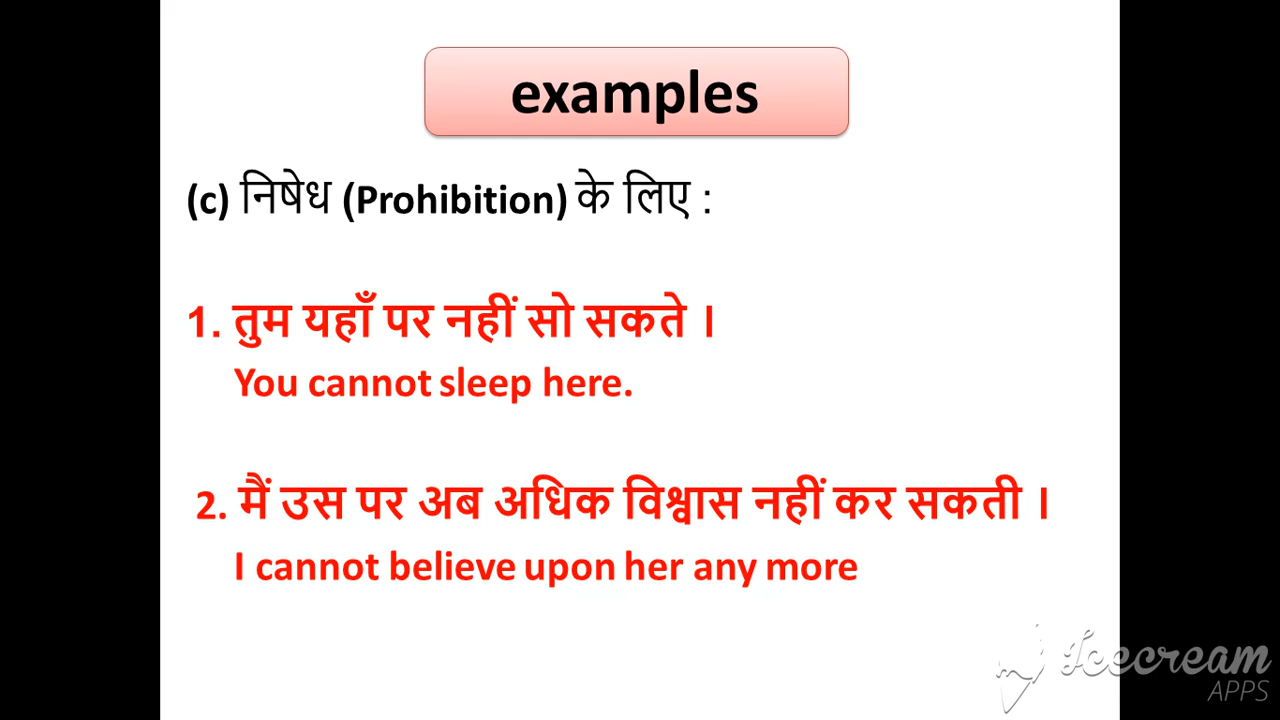 examples
(c) निषेध (Prohibition) के लिए :
1. तुम यहाँ पर नहीं सो सकते ।
You cannot sleep here.
2. मैं उस पर अब अधिक विश्वास नहीं कर सकती ।
I cannot believe upon her any more
Icecream
APPS